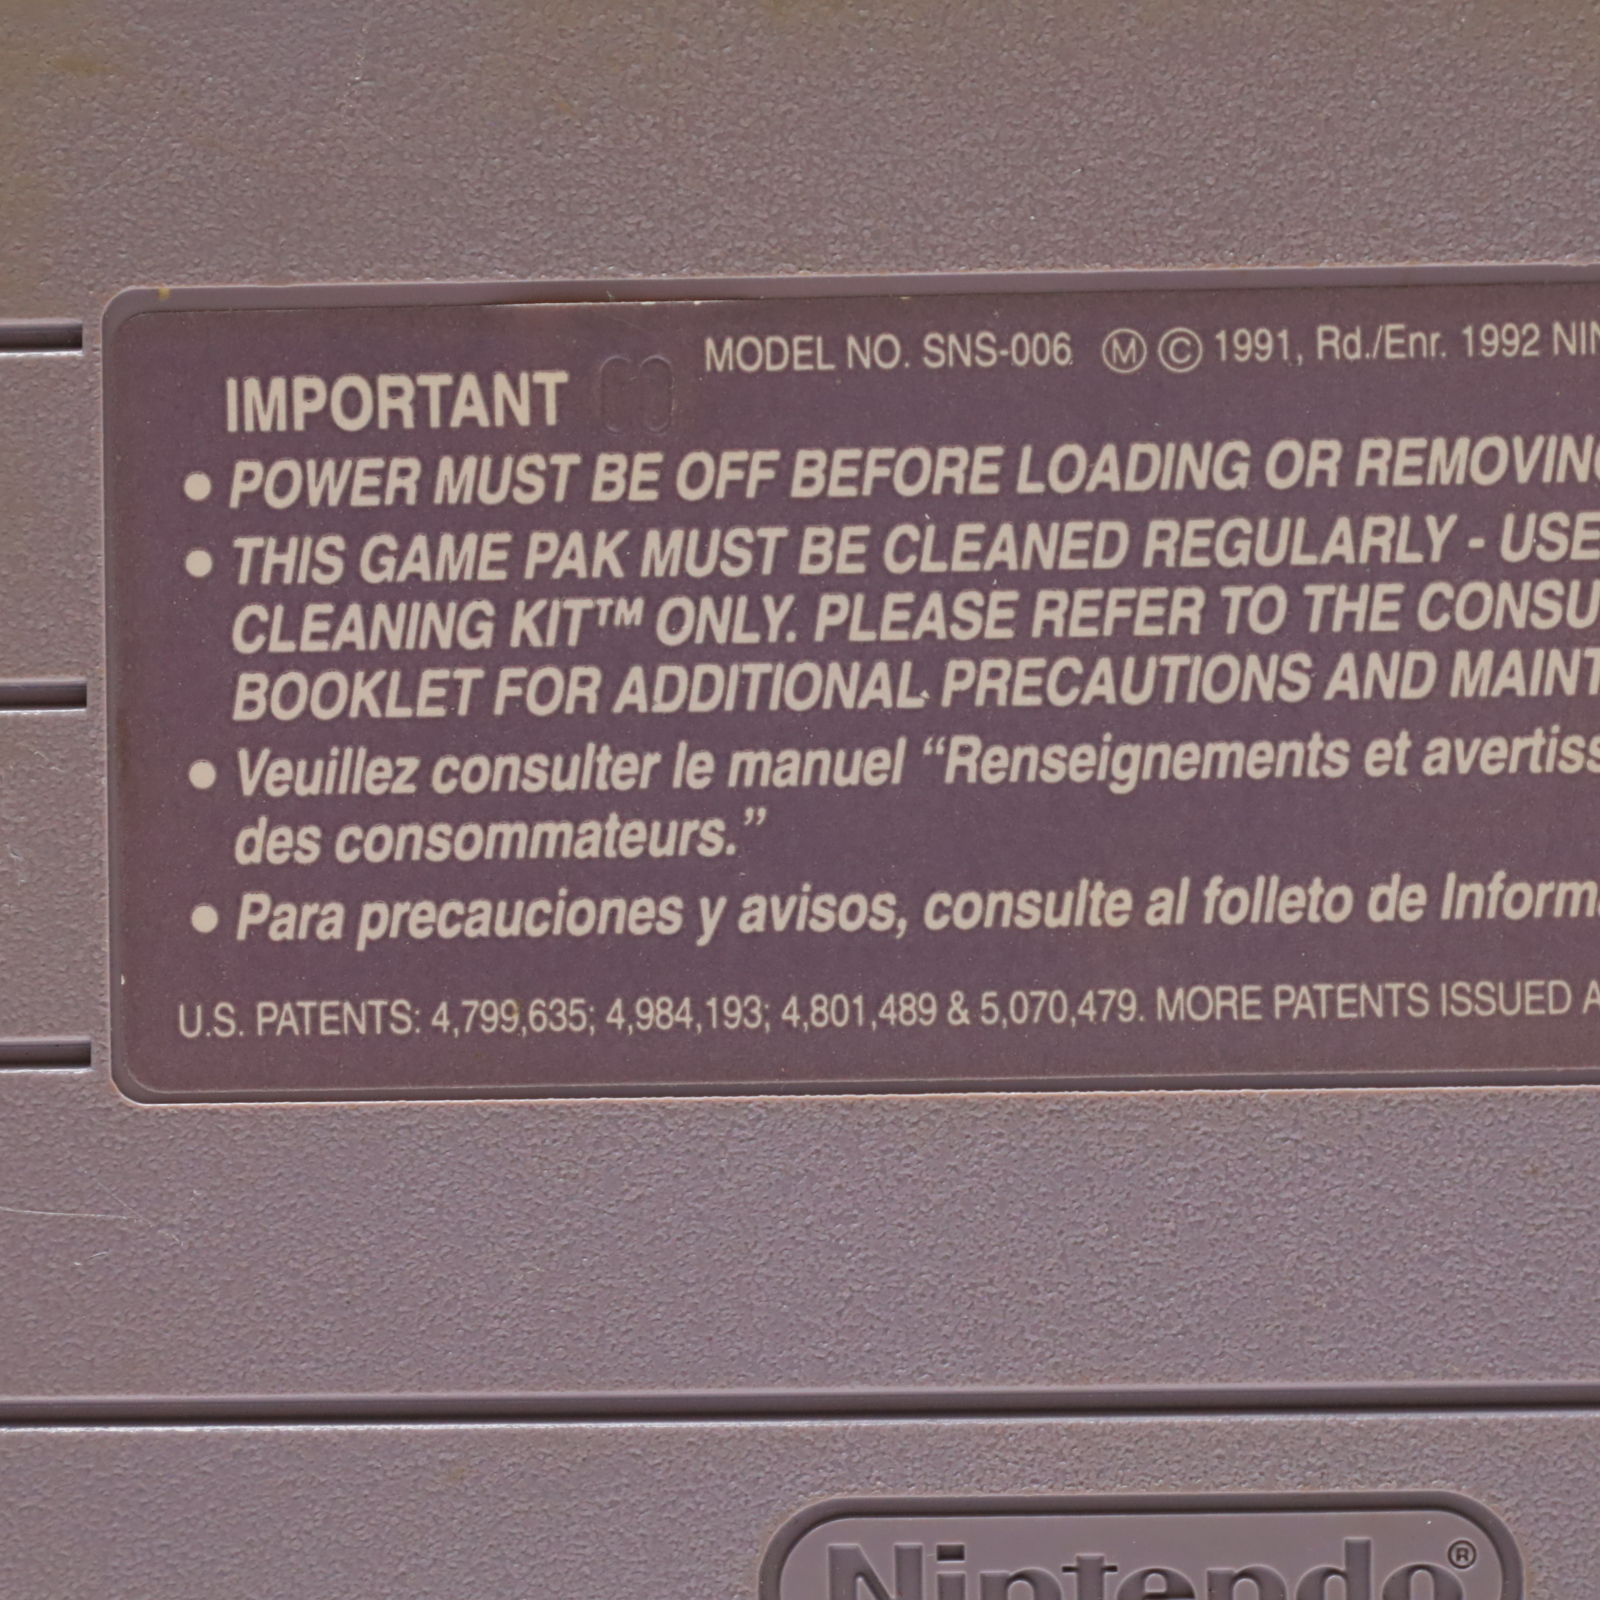 MODEL NO. SNS-006 Ⓜ © 1991, Rd./Enr. 1992
IMPORTANT
● POWER MUST BE OFF BEFORE LOADING OR REMOVING
● THIS GAME PAK MUST BE CLEANED REGULARLY - USE
CLEANING KIT™ ONLY. PLEASE REFER TO THE
BOOKLET FOR ADDITIONAL PRECAUTIONS AND
● Veuillez consulter le manuel “Renseignements et
des consommateurs.”
● Para precauciones y avisos, consulte al folleto de
U.S. PATENTS: 4,799,635; 4,984,193; 4,801,489 & 5,070,479. MORE PATENTS ISSUED
Nintendo®